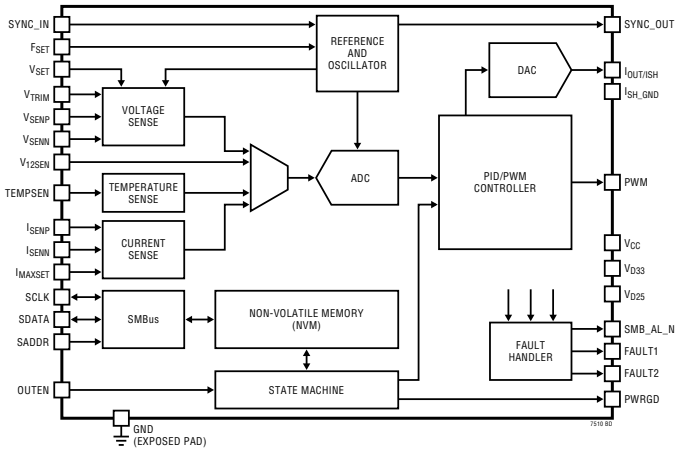 SYNC_IN
FSET
VSET
VTRIM
VSENP
VSENN
V12SEN
TEMPSEN
ISENP
ISENN
IMAXSET
SCLK
SDATA
SADDR
OUTEN
REFERENCE
AND
OSCILLATOR
VOLTAGE
SENSE
TEMPERATURE
SENSE
CURRENT
SENSE
SMBus
NON-VOLATILE MEMORY
(NVM)
STATE MACHINE
ADC
DAC
PID/PWM
CONTROLLER
FAULT
HANDLER
SYNC_OUT
IOUT/ISH
ISH_GND
PWM
VCC
VD33
VD25
SMB_AL_N
FAULT1
FAULT2
PWRGD
GND
(EXPOSED PAD)
7510 BD